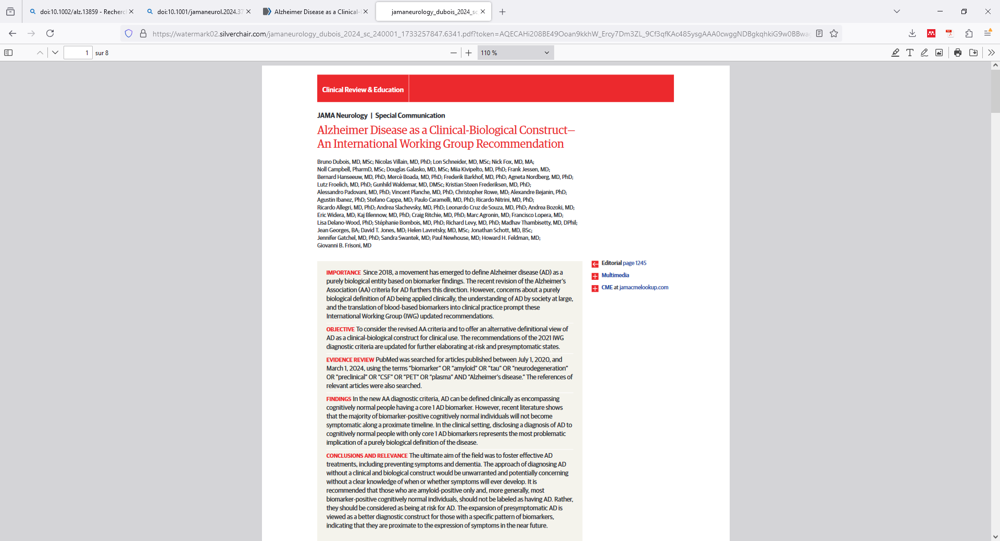 doi:10.1002/alz.13859 - Recherc
doi:10.1001/jamaneurol.2024.37
Alzheimer Disease as a Clinical-
jamaneurology_dubois_2024_sc
https://watermark02.silverchair.com/jamaneurology_dubois_2024_sc_240001_1733257847.6341.pdf?token=AQECAHi208BE49Ooan9kkhW_Ercy7Dm3ZL_9Cf3qfKAc485ysgAAA0cwggNDBgkqhkiG9w0BBwag
1 sur 8
110 %
Clinical Review & Education
JAMA Neurology | Special Communication
Alzheimer Disease as a Clinical-Biological Construct—
An International Working Group Recommendation
Bruno Dubois, MD, MSc; Nicolas Villain, MD, PhD; Lon Schneider, MD, MSc; Nick Fox, MD, MA;
Noll Campbell, PharmD, MSc; Douglas Galasko, MD, MSc; Miia Kivipelto, MD, PhD; Frank Jessen, MD;
Bernard Hanseeuw, MD, PhD; Mercè Boada, MD, PhD; Frederik Barkhof, MD, PhD; Agneta Nordberg, MD, PhD;
Lutz Froelich, MD, PhD; Gunhild Waldemar, MD, DMSc; Kristian Steen Frederiksen, MD, PhD;
Alessandro Padovani, MD, PhD; Vincent Planche, MD, PhD; Christopher Rowe, MD; Alexandre Bejanin, PhD;
Agustin Ibanez, PhD; Stefano Cappa, MD; Paulo Caramelli, MD, PhD; Ricardo Nitrini, MD, PhD;
Ricardo Allegri, MD, PhD; Andrea Slachevsky, MD, PhD; Leonardo Cruz de Souza, MD, PhD; Andrea Bozoki, MD;
Eric Widera, MD; Kaj Blennow, MD, PhD; Craig Ritchie, MD, PhD; Marc Agronin, MD; Francisco Lopera, MD;
Lisa Delano-Wood, PhD; Stéphanie Bombois, MD, PhD; Richard Levy, MD, PhD; Madhav Thambisetty, MD, DPhil;
Jean Georges, BA; David T. Jones, MD; Helen Lavretsky, MD, MSc; Jonathan Schott, MD, BSc;
Jennifer Gatchel, MD, PhD; Sandra Swantek, MD; Paul Newhouse, MD; Howard H. Feldman, MD;
Giovanni B. Frisoni, MD
IMPORTANCE Since 2018, a movement has emerged to define Alzheimer disease (AD) as a
purely biological entity based on biomarker findings. The recent revision of the Alzheimer's
Association (AA) criteria for AD furthers this direction. However, concerns about a purely
biological definition of AD being applied clinically, the understanding of AD by society at large,
and the translation of blood-based biomarkers into clinical practice prompt these
International Working Group (IWG) updated recommendations.
OBJECTIVE To consider the revised AA criteria and to offer an alternative definitional view of
AD as a clinical-biological construct for clinical use. The recommendations of the 2021 IWG
diagnostic criteria are updated for further elaborating at-risk and presymptomatic states.
EVIDENCE REVIEW PubMed was searched for articles published between July 1, 2020, and
March 1, 2024, using the terms "biomarker" OR "amyloid" OR "tau" OR "neurodegeneration"
OR "preclinical" OR "CSF" OR "PET" OR "plasma" AND "Alzheimer's disease." The references of
relevant articles were also searched.
FINDINGS In the new AA diagnostic criteria, AD can be defined clinically as encompassing
cognitively normal people having a core 1 AD biomarker. However, recent literature shows
that the majority of biomarker-positive cognitively normal individuals will not become
symptomatic along a proximate timeline. In the clinical setting, disclosing a diagnosis of AD to
cognitively normal people with only core 1 AD biomarkers represents the most problematic
implication of a purely biological definition of the disease.
CONCLUSIONS AND RELEVANCE The ultimate aim of the field was to foster effective AD
treatments, including preventing symptoms and dementia. The approach of diagnosing AD
without a clinical and biological construct would be unwarranted and potentially concerning
without a clear knowledge of when or whether symptoms will ever develop. It is
recommended that those who are amyloid-positive only and, more generally, most
biomarker-positive cognitively normal individuals, should not be labeled as having AD. Rather,
they should be considered as being at risk for AD. The expansion of presymptomatic AD is
viewed as a better diagnostic construct for those with a specific pattern of biomarkers,
indicating that they are proximate to the expression of symptoms in the near future.
Editorial page 1245
Multimedia
CME at jamacmelookup.com